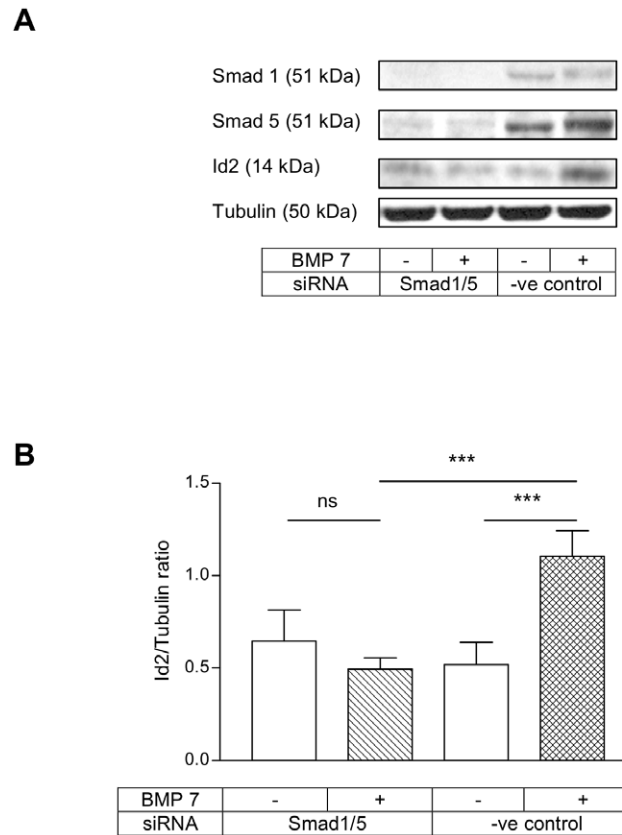 A
Smad 1 (51 kDa)
Smad 5 (51 kDa)
Id2 (14 kDa)
Tubulin (50 kDa)
BMP 7 - + - +
siRNA Smad1/5 -ve control
B
***
ns ***
1.5
1.0
0.5
0.0
Id2/Tubulin ratio
BMP 7 - + - +
siRNA Smad1/5 -ve control